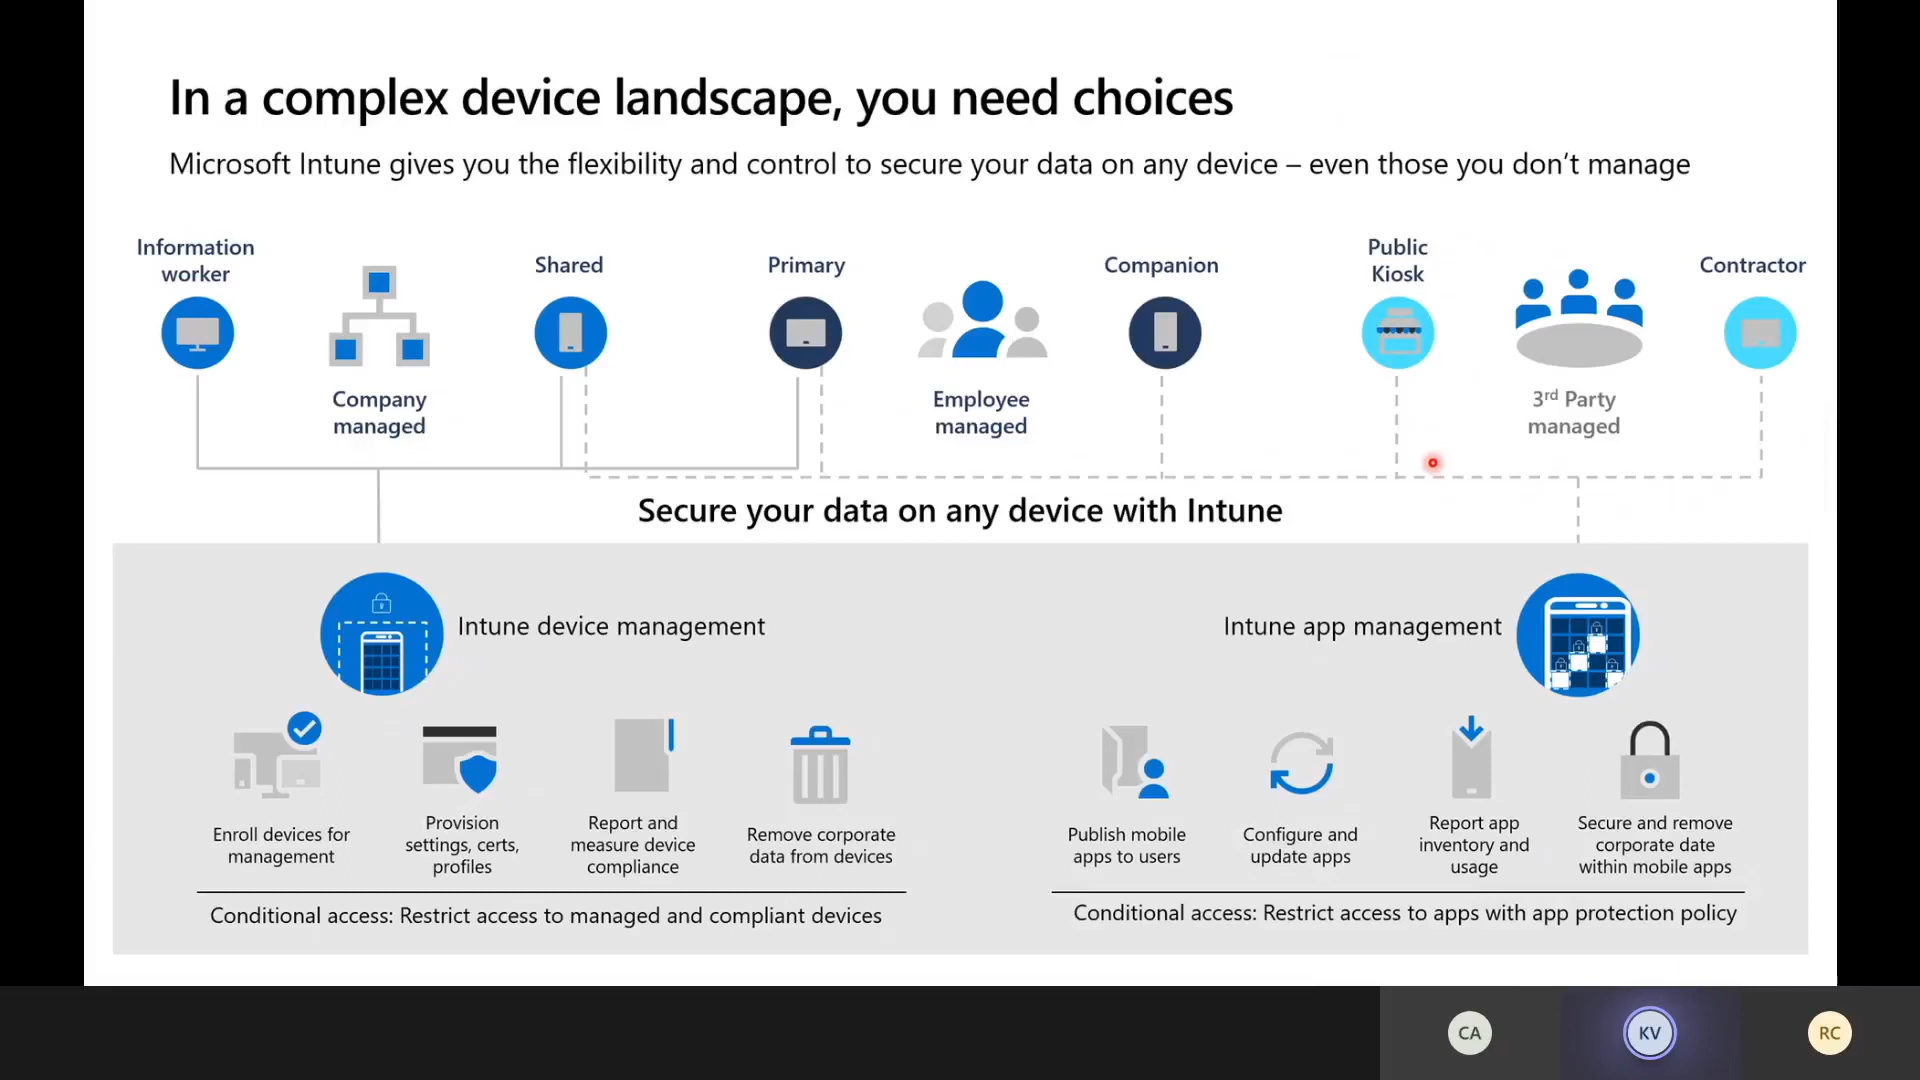 In a complex device landscape, you need choices
Microsoft Intune gives you the flexibility and control to secure your data on any device – even those you don’t manage
Information
worker
Shared
Primary
Companion
Public
Kiosk
Contractor
Company
managed
Employee
managed
3rd Party
managed
Secure your data on any device with Intune
Intune device management
Intune app management
Enroll devices for
management
Provision
settings, certs,
profiles
Report and
measure device
compliance
Remove corporate
data from devices
Publish mobile
apps to users
Configure and
update apps
Report app
inventory and
usage
Secure and remove
corporate date
within mobile apps
Conditional access: Restrict access to managed and compliant devices
Conditional access: Restrict access to apps with app protection policy
CA
KV
RC